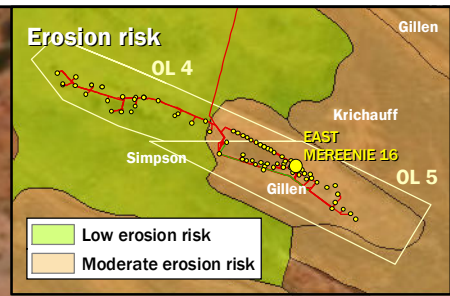 Erosion risk
Gillen
OL 4
Krichauff
EAST
MEREENIE 16
Simpson
Gillen
OL 5
Low erosion risk
Moderate erosion risk